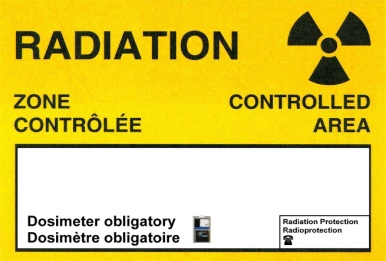 RADIATION
ZONE CONTRÔLÉE
CONTROLLED AREA
Dosimeter obligatory
Dosimètre obligatoire
Radiation Protection
Radioprotection